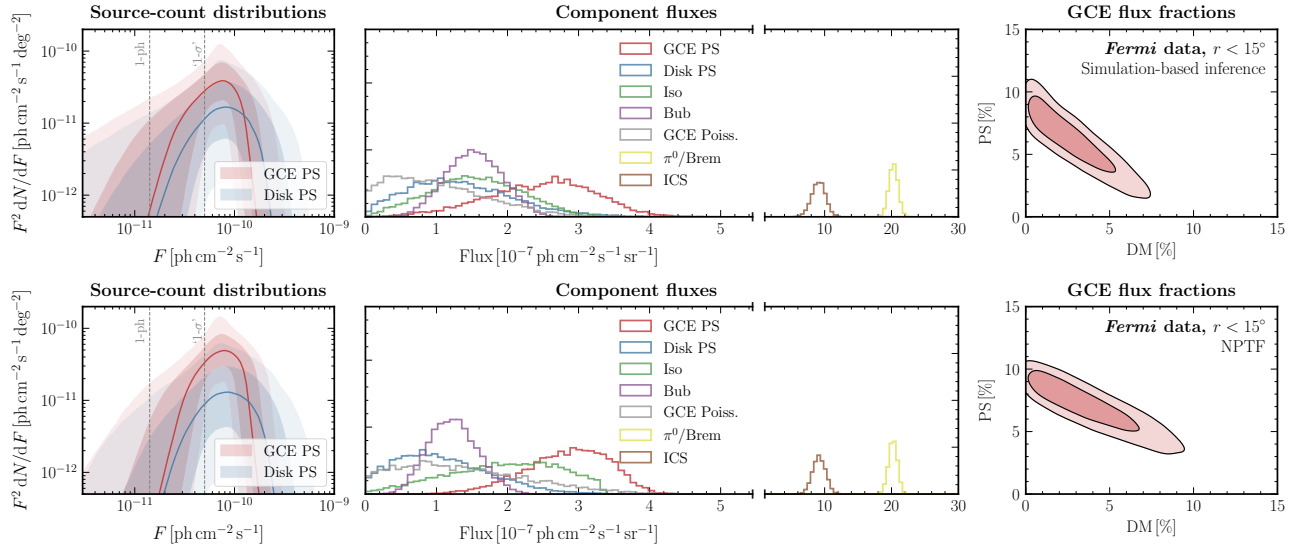 Source-count distributions
Component fluxes
GCE flux fractions
F² dN/dF [ph cm⁻² s⁻¹ deg⁻²]
10⁻¹⁰
10⁻¹¹
10⁻¹²
1-ph
'1-σ'
GCE PS
Disk PS
10⁻¹¹
10⁻¹⁰
10⁻⁹
F [ph cm⁻² s⁻¹]
GCE PS
Disk PS
Iso
Bub
GCE Poiss.
π⁰/Brem
ICS
0
1
2
3
4
5
10
20
30
Flux [10⁻⁷ ph cm⁻² s⁻¹ sr⁻¹]
PS [%]
15
10
5
0
Fermi data, r < 15°
Simulation-based inference
0
5
10
15
DM [%]
Source-count distributions
Component fluxes
GCE flux fractions
F² dN/dF [ph cm⁻² s⁻¹ deg⁻²]
10⁻¹⁰
10⁻¹¹
10⁻¹²
1-ph
'1-σ'
GCE PS
Disk PS
10⁻¹¹
10⁻¹⁰
10⁻⁹
F [ph cm⁻² s⁻¹]
GCE PS
Disk PS
Iso
Bub
GCE Poiss.
π⁰/Brem
ICS
0
1
2
3
4
5
10
20
30
Flux [10⁻⁷ ph cm⁻² s⁻¹ sr⁻¹]
PS [%]
15
10
5
0
Fermi data, r < 15°
NPTF
0
5
10
15
DM [%]